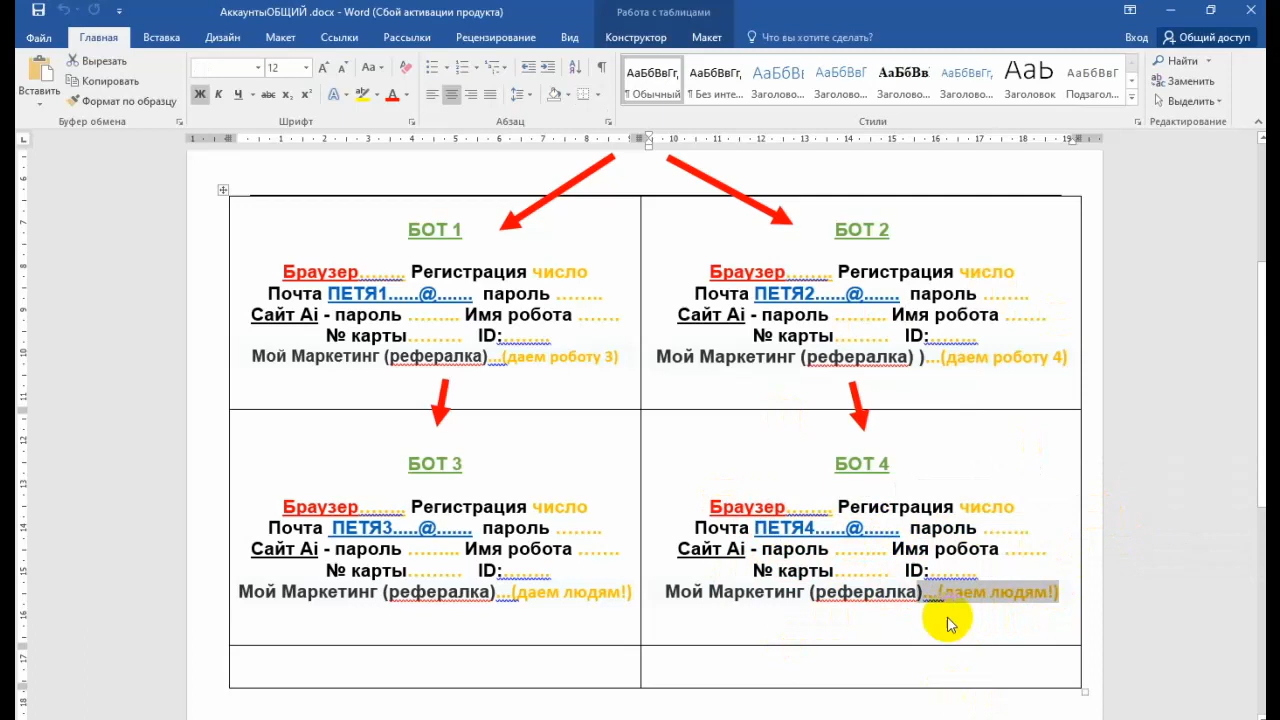 АккаунтыОБЩИЙ .docx - Word (Сбой активации продукта)
Работа с таблицами
Файл
Главная
Вставка
Дизайн
Макет
Ссылки
Рассылки
Рецензирование
Вид
Конструктор
Макет
Что вы хотите сделать?
Вход
Общий доступ
Вставить
Вырезать
Копировать
Формат по образцу
Буфер обмена
12
Aa
Ж К Ч abc x₂ x²
Шрифт
Абзац
АаБбВвГг, АаБбВвГг, АаБбВі АаБбВвГ АаБбВв АаБбВвГг, АаЬ АаБбВвГ
¶ Обычный ¶ Без инте... Заголово... Заголово... Заголово... Заголово... Заголовок Подзагол...
Стили
Найти
Заменить
Выделить
Редактирование
БОТ 1
Браузер........ Регистрация число
Почта ПЕТЯ1......@....... пароль ........
Сайт Ai - пароль ......... Имя робота .......
№ карты......... ID:........
Мой Маркетинг (рефералка)...(даем роботу 3)
БОТ 2
Браузер........ Регистрация число
Почта ПЕТЯ2......@....... пароль ........
Сайт Ai - пароль ......... Имя робота .......
№ карты......... ID:........
Мой Маркетинг (рефералка) )...(даем роботу 4)
БОТ 3
Браузер........ Регистрация число
Почта ПЕТЯ3.....@....... пароль ........
Сайт Ai - пароль ......... Имя робота .......
№ карты......... ID:........
Мой Маркетинг (рефералка)...(даем людям!)
БОТ 4
Браузер........ Регистрация число
Почта ПЕТЯ4......@....... пароль ........
Сайт Ai - пароль ......... Имя робота .......
№ карты......... ID:........
Мой Маркетинг (рефералка)...(даем людям!)